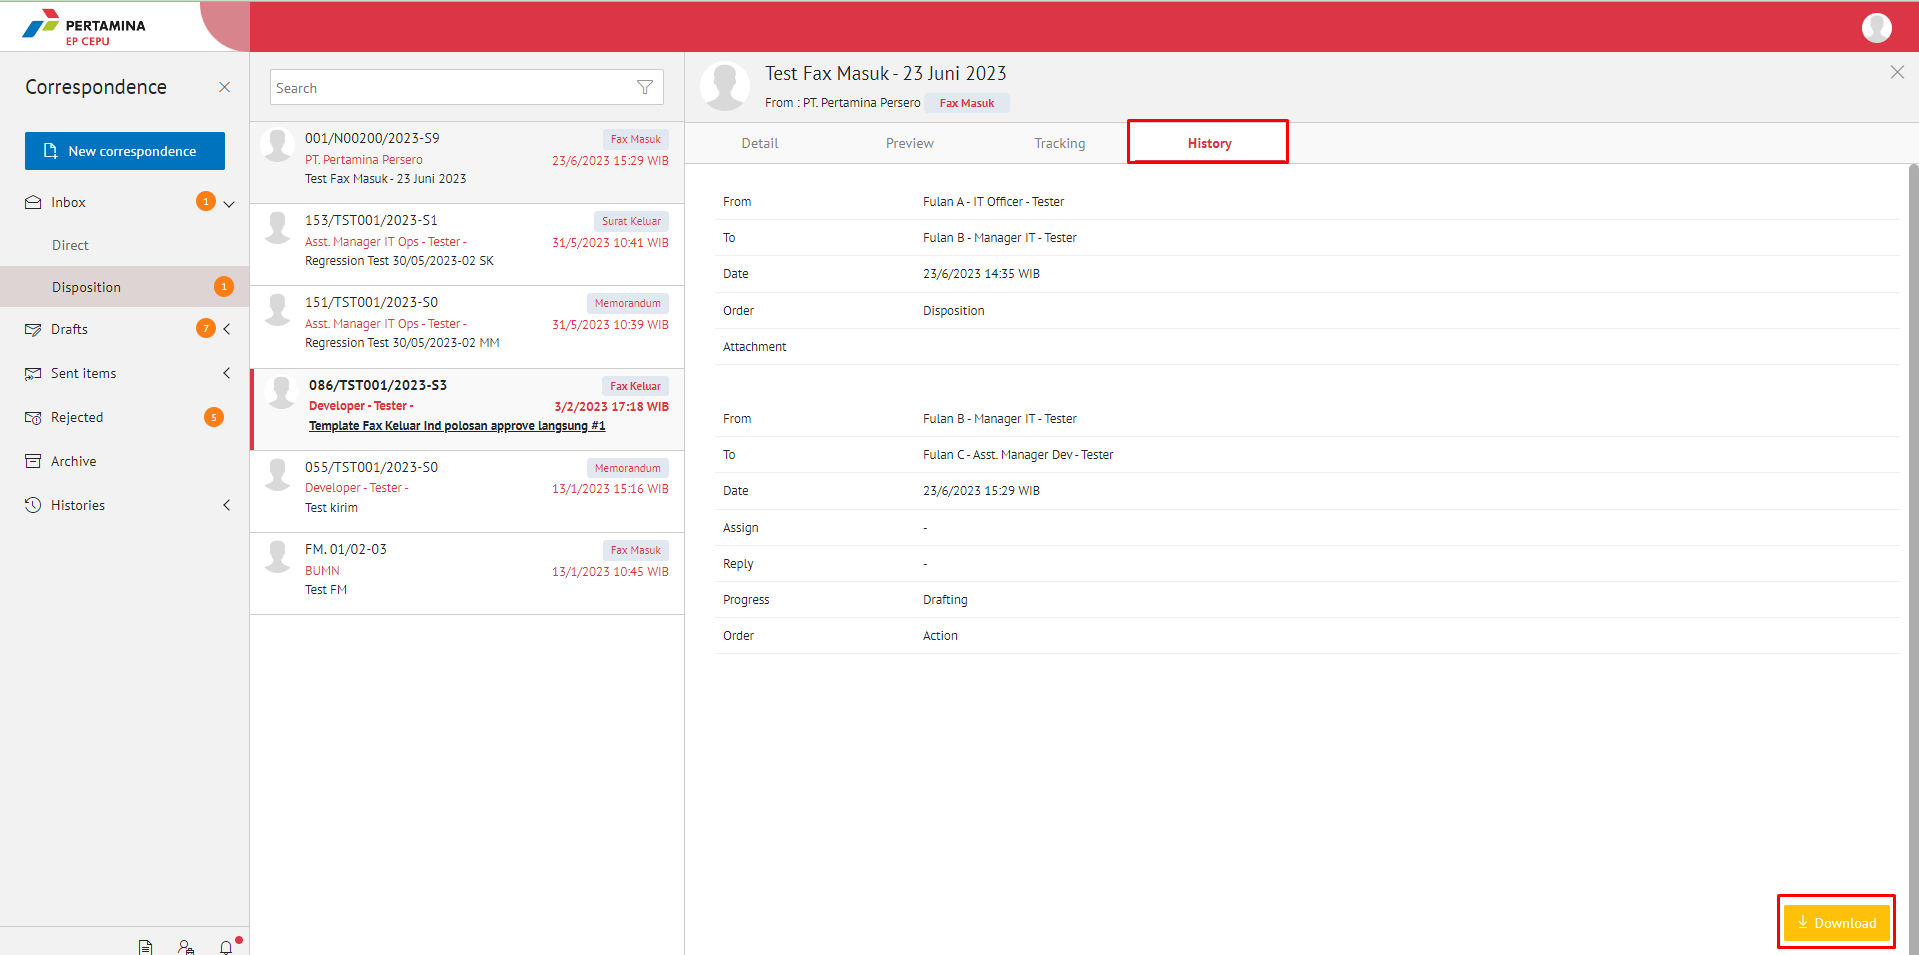 PERTAMINA
EP CEPU
Correspondence
New correspondence
Inbox 1
Direct
Disposition 1
Drafts 7
Sent items
Rejected 5
Archive
Histories
Search
001/N00200/2023-S9 Fax Masuk
PT. Pertamina Persero 23/6/2023 15:29 WIB
Test Fax Masuk - 23 Juni 2023
153/TST001/2023-S1 Surat Keluar
Asst. Manager IT Ops - Tester - 31/5/2023 10:41 WIB
Regression Test 30/05/2023-02 SK
151/TST001/2023-S0 Memorandum
Asst. Manager IT Ops - Tester - 31/5/2023 10:39 WIB
Regression Test 30/05/2023-02 MM
086/TST001/2023-S3 Fax Keluar
Developer - Tester - 3/2/2023 17:18 WIB
Template Fax Keluar Ind polosan approve langsung #1
055/TST001/2023-S0 Memorandum
Developer - Tester - 13/1/2023 15:16 WIB
Test kirim
FM. 01/02-03 Fax Masuk
BUMN 13/1/2023 10:45 WIB
Test FM
Test Fax Masuk - 23 Juni 2023
From : PT. Pertamina Persero Fax Masuk
Detail Preview Tracking History
From Fulan A - IT Officer - Tester
To Fulan B - Manager IT - Tester
Date 23/6/2023 14:35 WIB
Order Disposition
Attachment
From Fulan B - Manager IT - Tester
To Fulan C - Asst. Manager Dev - Tester
Date 23/6/2023 15:29 WIB
Assign -
Reply -
Progress Drafting
Order Action
Download